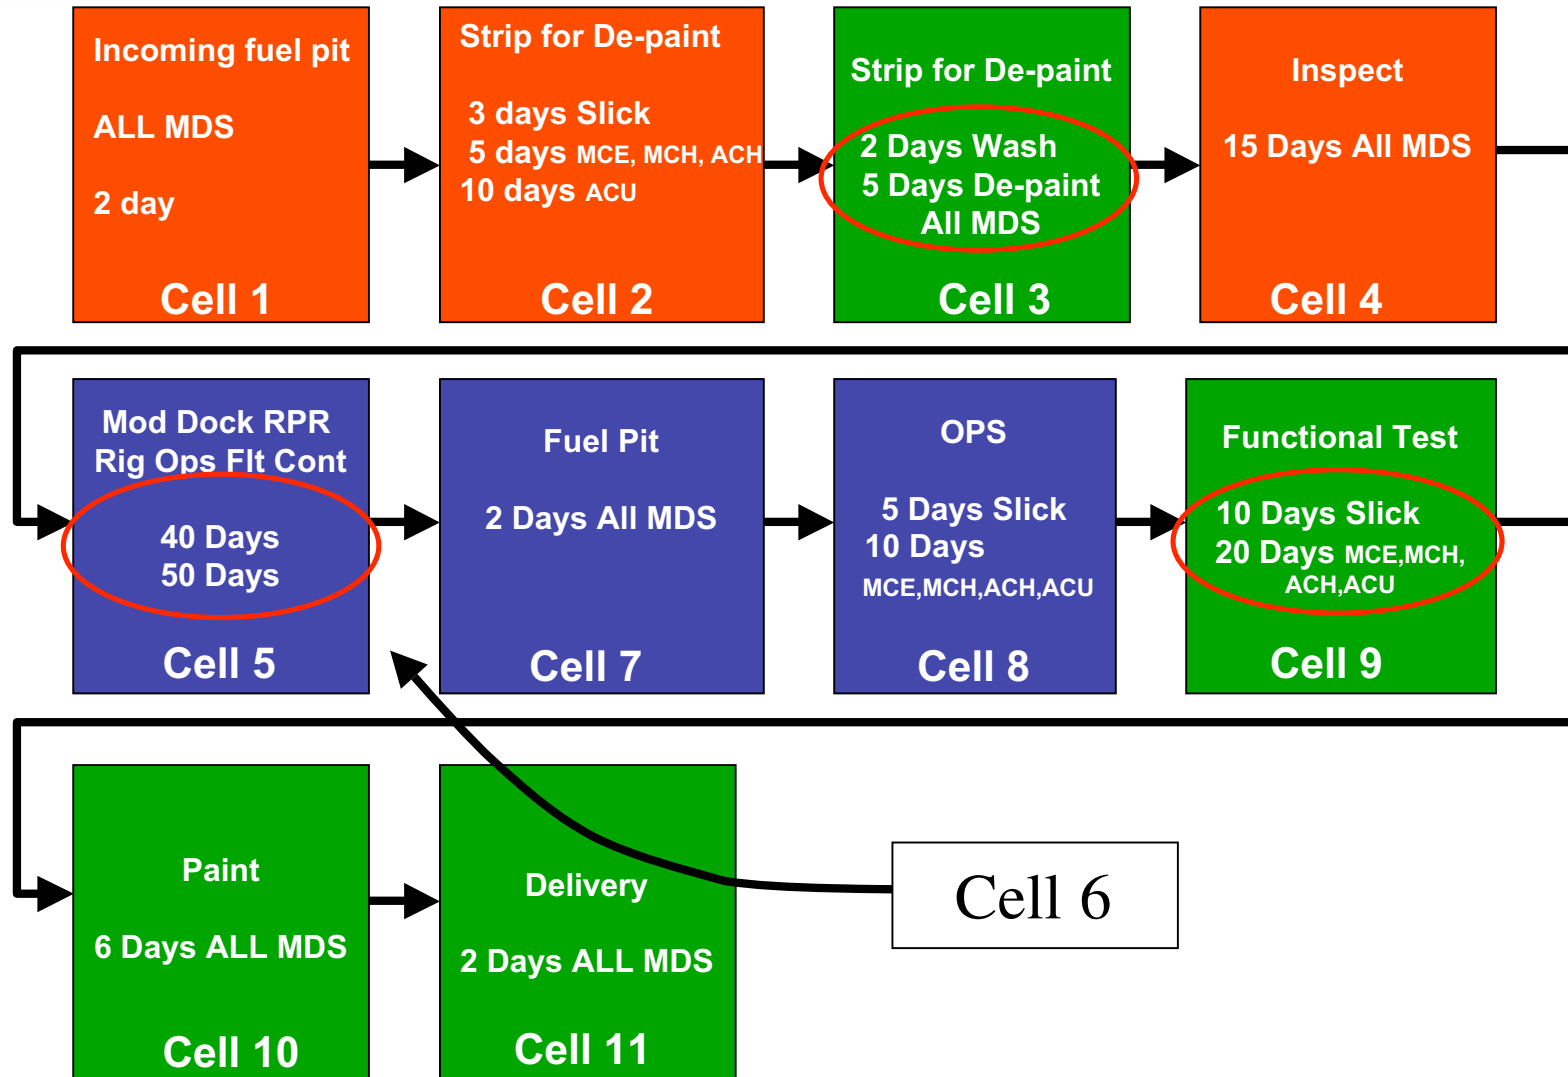 Incoming fuel pit
ALL MDS
2 day
Cell 1
Strip for De-paint
3 days Slick
5 days MCE, MCH, ACH
10 days ACU
Cell 2
Strip for De-paint
2 Days Wash
5 Days De-paint
All MDS
Cell 3
Inspect
15 Days All MDS
Cell 4
Mod Dock RPR
Rig Ops Flt Cont
40 Days
50 Days
Cell 5
Fuel Pit
2 Days All MDS
Cell 7
OPS
5 Days Slick
10 Days
MCE,MCH,ACH,ACU
Cell 8
Functional Test
10 Days Slick
20 Days MCE,MCH,
ACH,ACU
Cell 9
Paint
6 Days ALL MDS
Cell 10
Delivery
2 Days ALL MDS
Cell 11
Cell 6